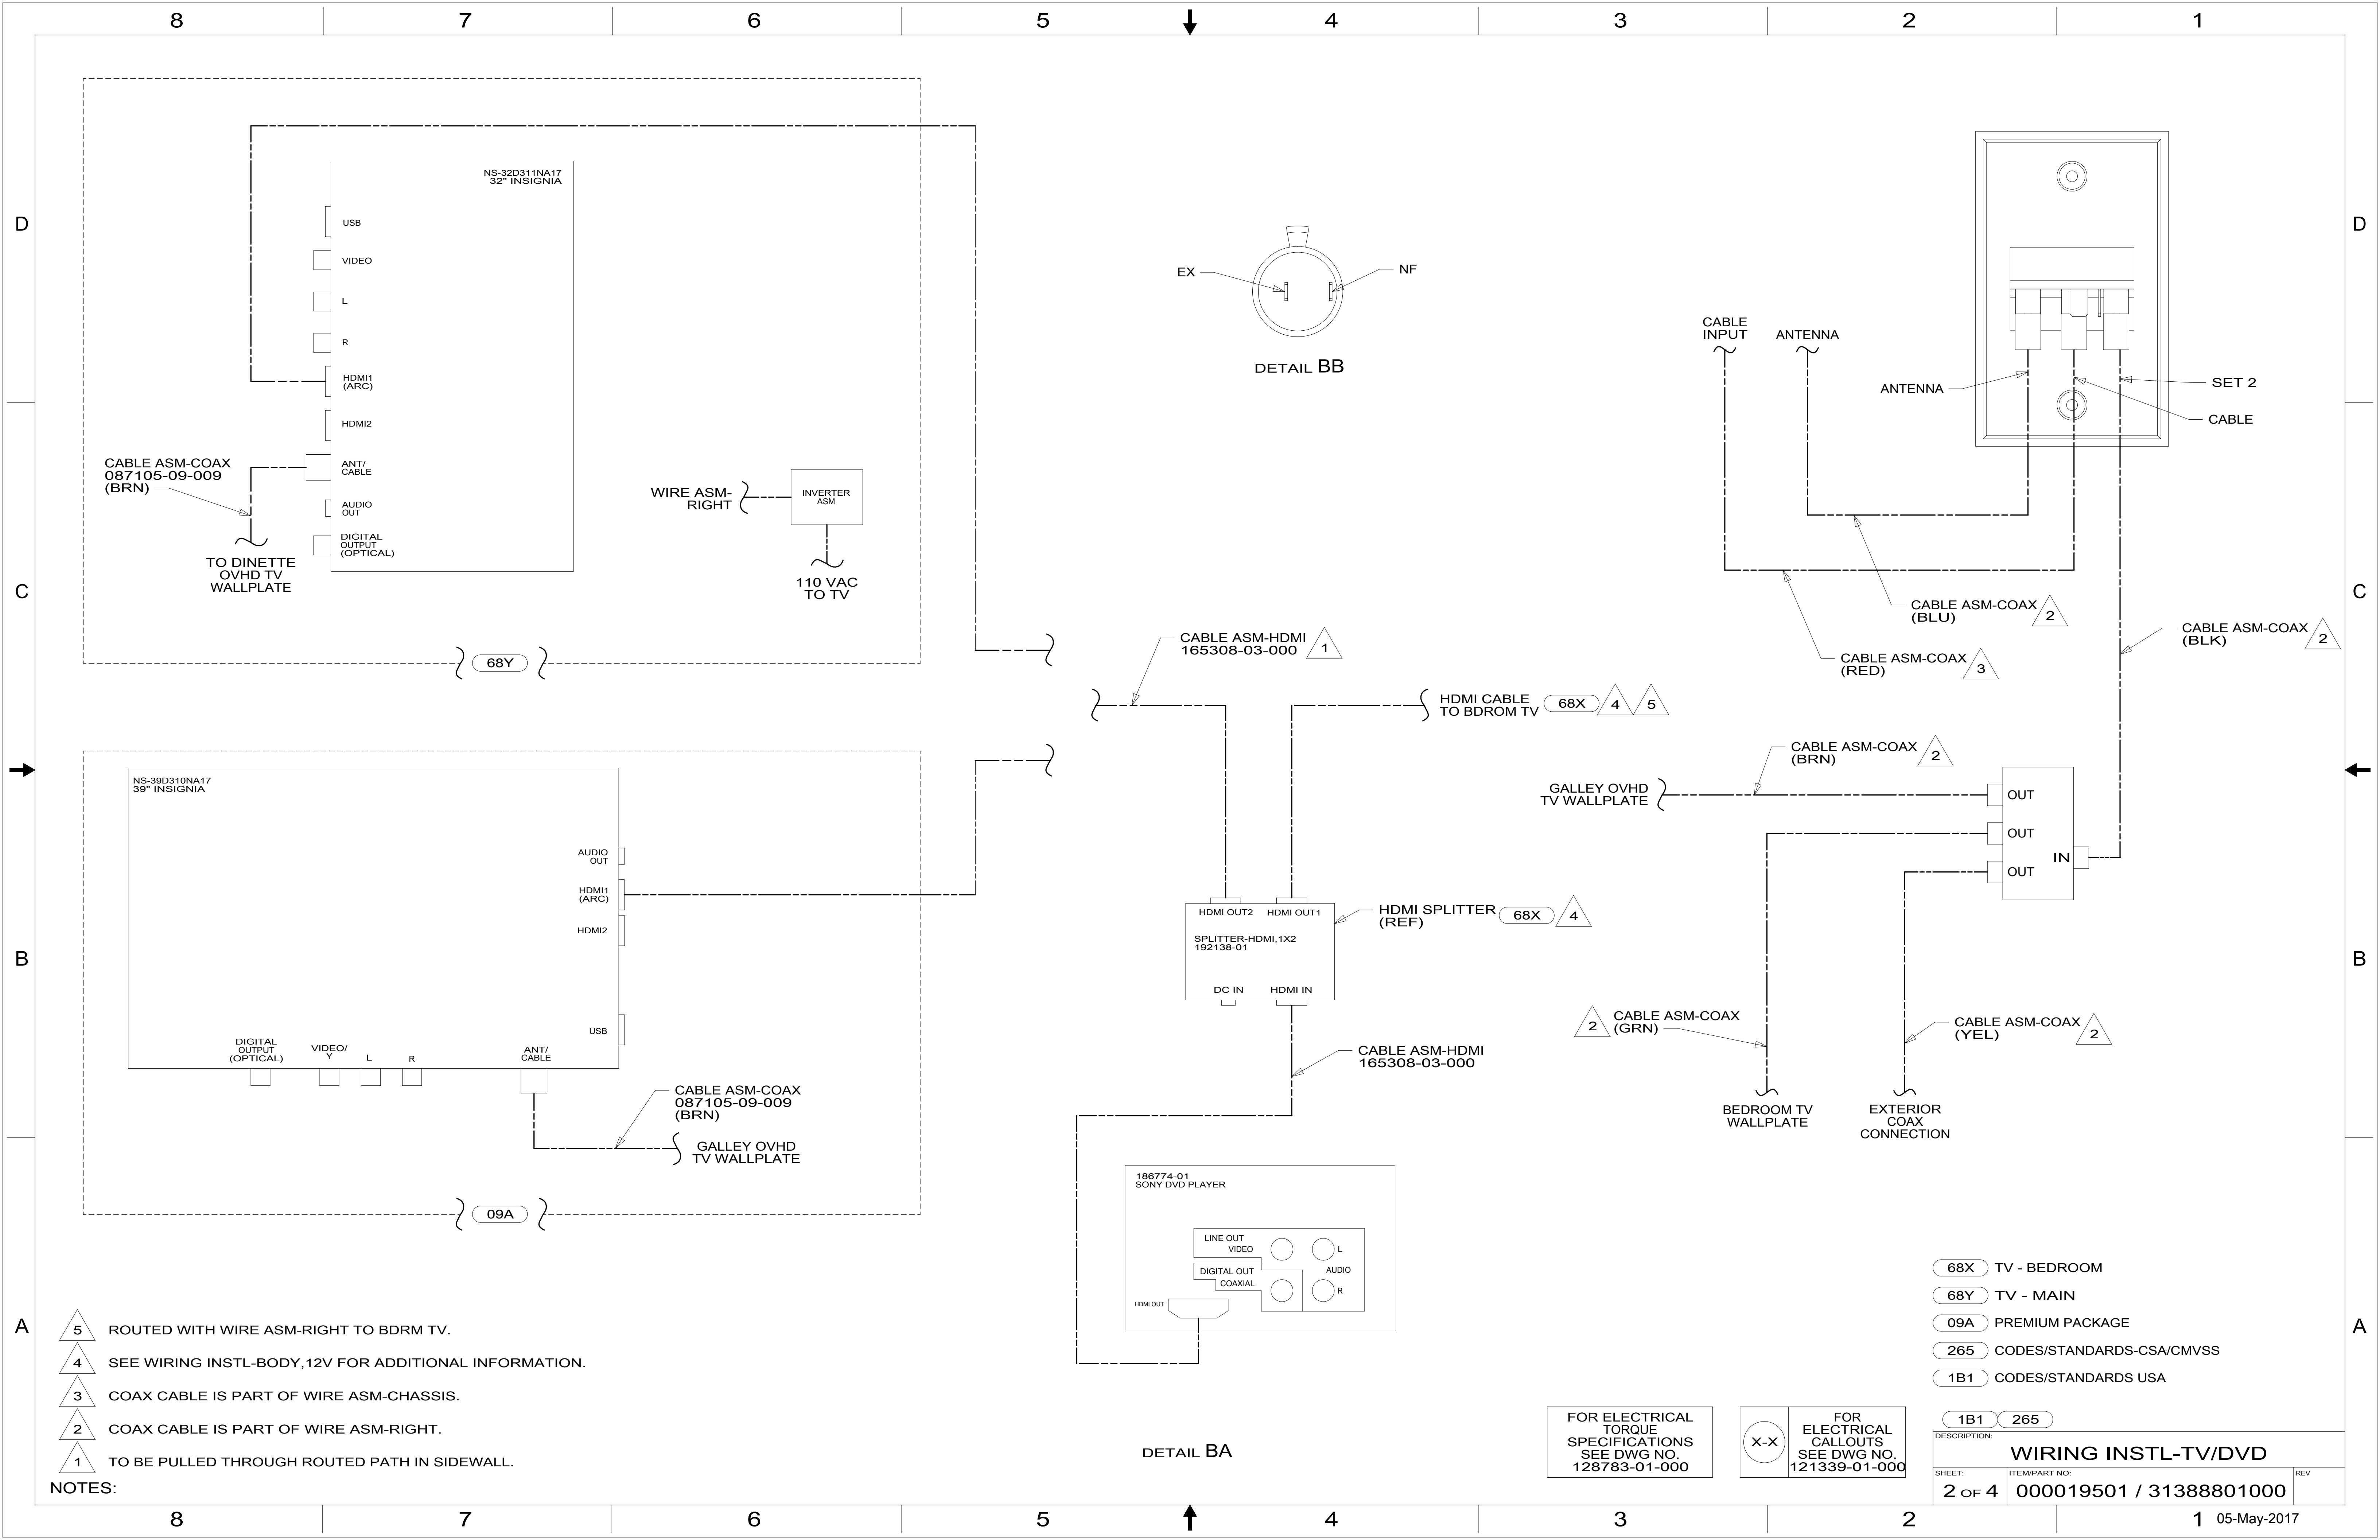 8 7 6 5 4 3 2 1
D
C
B
A
NS-32D311NA17
32" INSIGNIA
USB
VIDEO
L
R
HDMI1
(ARC)
HDMI2
ANT/
CABLE
AUDIO
OUT
DIGITAL
OUTPUT
(OPTICAL)
CABLE ASM-COAX
087105-09-009
(BRN)
TO DINETTE
OVHD TV
WALLPLATE
WIRE ASM-
RIGHT
INVERTER
ASM
110 VAC
TO TV
68Y
NS-39D310NA17
39" INSIGNIA
AUDIO
OUT
HDMI1
(ARC)
HDMI2
USB
DIGITAL
OUTPUT
(OPTICAL)
VIDEO/
Y
L
R
ANT/
CABLE
CABLE ASM-COAX
087105-09-009
(BRN)
GALLEY OVHD
TV WALLPLATE
09A
EX
NF
DETAIL BB
CABLE ASM-HDMI
165308-03-000
1
HDMI CABLE
TO BDROM TV
68X
4
5
HDMI OUT2
HDMI OUT1
SPLITTER-HDMI,1X2
192138-01
DC IN
HDMI IN
HDMI SPLITTER
(REF)
68X
4
CABLE ASM-HDMI
165308-03-000
186774-01
SONY DVD PLAYER
LINE OUT
VIDEO
L
DIGITAL OUT
COAXIAL
AUDIO
R
HDMI OUT
DETAIL BA
CABLE
INPUT
ANTENNA
ANTENNA
SET 2
CABLE
CABLE ASM-COAX
(BLU)
2
CABLE ASM-COAX
(RED)
3
CABLE ASM-COAX
(BLK)
2
CABLE ASM-COAX
(BRN)
2
GALLEY OVHD
TV WALLPLATE
OUT
OUT
OUT
IN
2
CABLE ASM-COAX
(GRN)
CABLE ASM-COAX
(YEL)
2
BEDROOM TV
WALLPLATE
EXTERIOR
COAX
CONNECTION
68X TV - BEDROOM
68Y TV - MAIN
09A PREMIUM PACKAGE
265 CODES/STANDARDS-CSA/CMVSS
1B1 CODES/STANDARDS USA
5 ROUTED WITH WIRE ASM-RIGHT TO BDRM TV.
4 SEE WIRING INSTL-BODY,12V FOR ADDITIONAL INFORMATION.
3 COAX CABLE IS PART OF WIRE ASM-CHASSIS.
2 COAX CABLE IS PART OF WIRE ASM-RIGHT.
1 TO BE PULLED THROUGH ROUTED PATH IN SIDEWALL.
NOTES:
FOR ELECTRICAL
TORQUE
SPECIFICATIONS
SEE DWG NO.
128783-01-000
X-X
FOR
ELECTRICAL
CALLOUTS
SEE DWG NO.
121339-01-000
1B1 265
DESCRIPTION:
WIRING INSTL-TV/DVD
SHEET:
2 OF 4
ITEM/PART NO:
000019501 / 31388801000
REV
D
C
B
A
8 7 6 5 4 3 2 1
05-May-2017